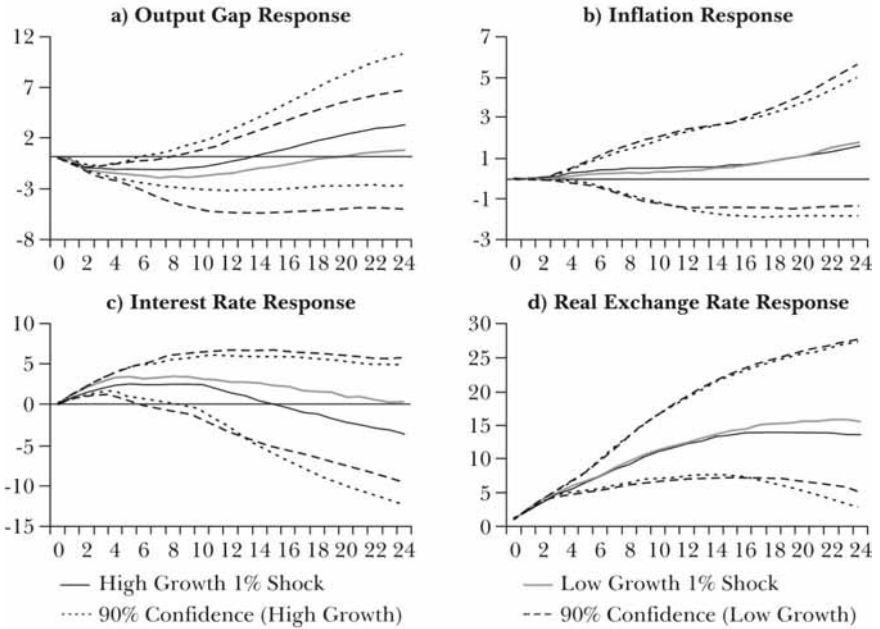 a) Output Gap Response
12
7
2
-3
-8
0 2 4 6 8 10 12 14 16 18 20 22 24
b) Inflation Response
7
5
3
1
-1
-3
0 2 4 6 8 10 12 14 16 18 20 22 24
c) Interest Rate Response
10
5
0
-5
-10
-15
0 2 4 6 8 10 12 14 16 18 20 22 24
d) Real Exchange Rate Response
30
25
20
15
10
5
0
0 2 4 6 8 10 12 14 16 18 20 22 24
High Growth 1% Shock
90% Confidence (High Growth)
Low Growth 1% Shock
90% Confidence (Low Growth)